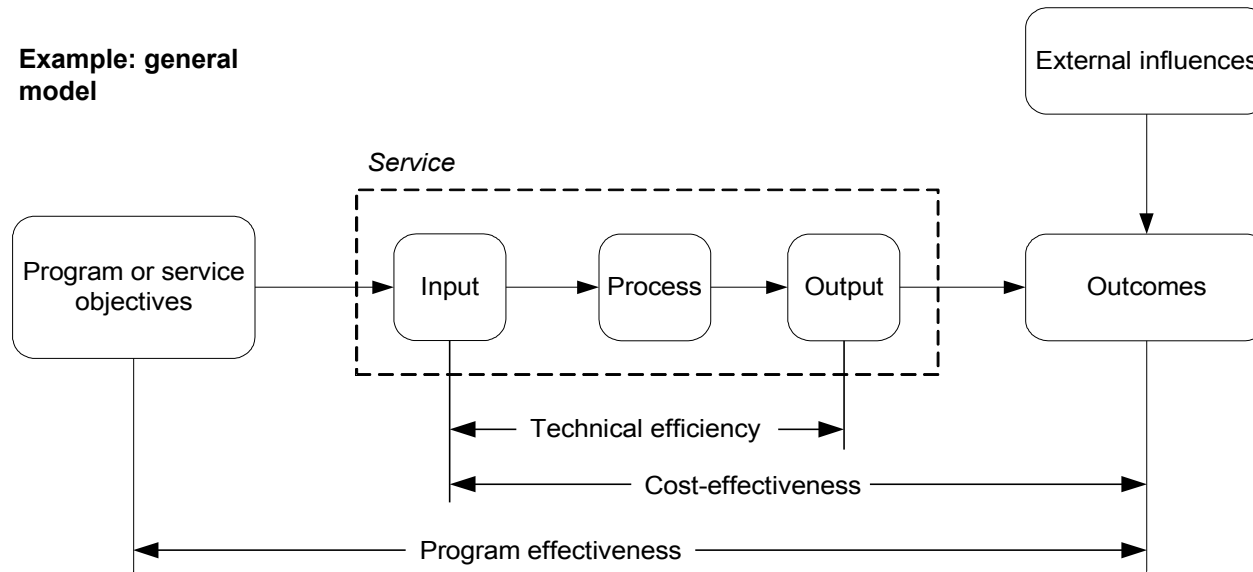 Example: general
model
External influences
Service
Program or service
objectives
Input
Process
Output
Outcomes
Technical efficiency
Cost-effectiveness
Program effectiveness